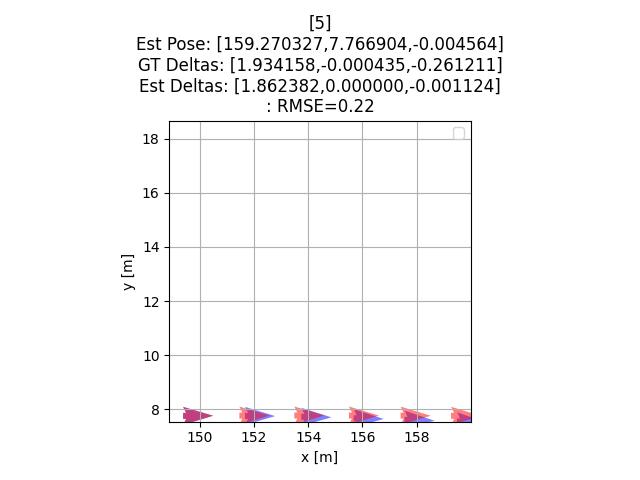 [5]
Est Pose: [159.270327,7.766904,-0.004564]
GT Deltas: [1.934158,-0.000435,-0.261211]
Est Deltas: [1.862382,0.000000,-0.001124]
: RMSE=0.22
18
16
14
12
10
8
y [m]
150 152 154 156 158
x [m]